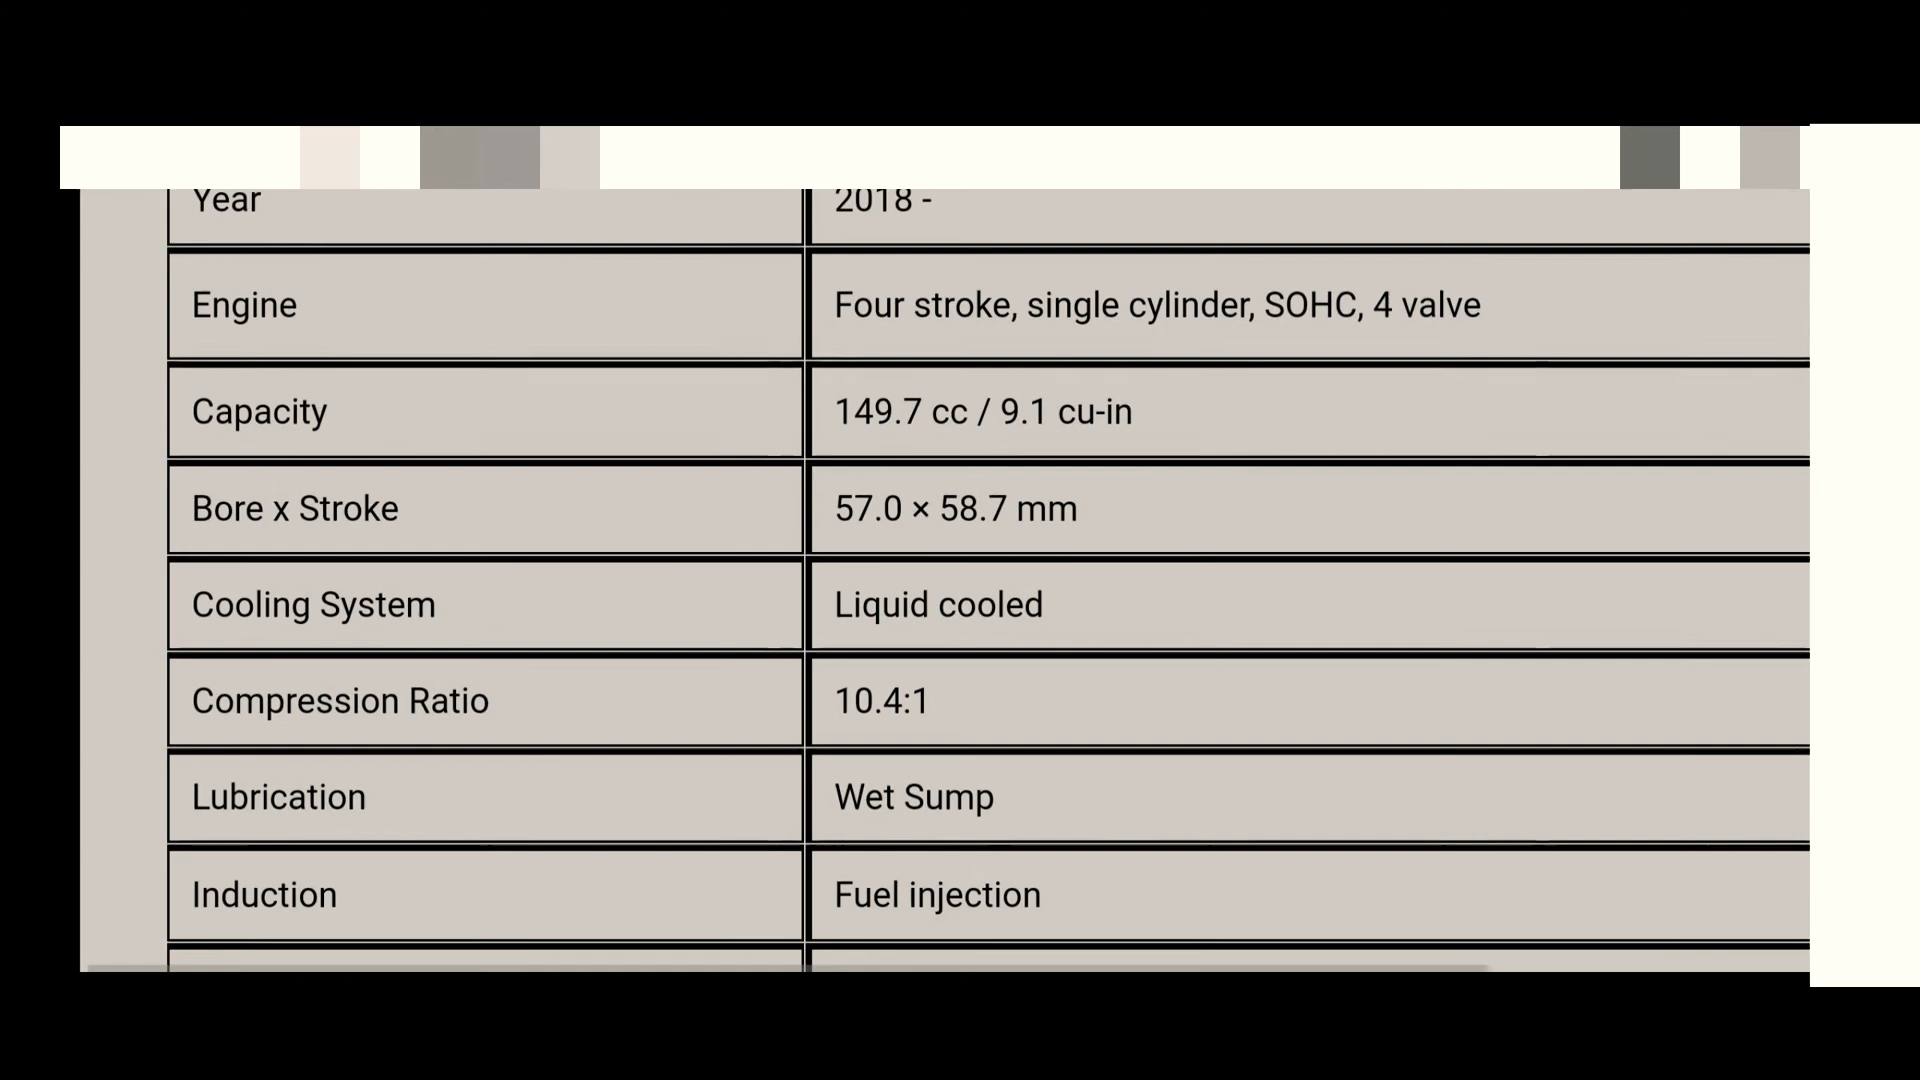 Year 2018 -
Engine Four stroke, single cylinder, SOHC, 4 valve
Capacity 149.7 cc / 9.1 cu-in
Bore x Stroke 57.0 × 58.7 mm
Cooling System Liquid cooled
Compression Ratio 10.4:1
Lubrication Wet Sump
Induction Fuel injection